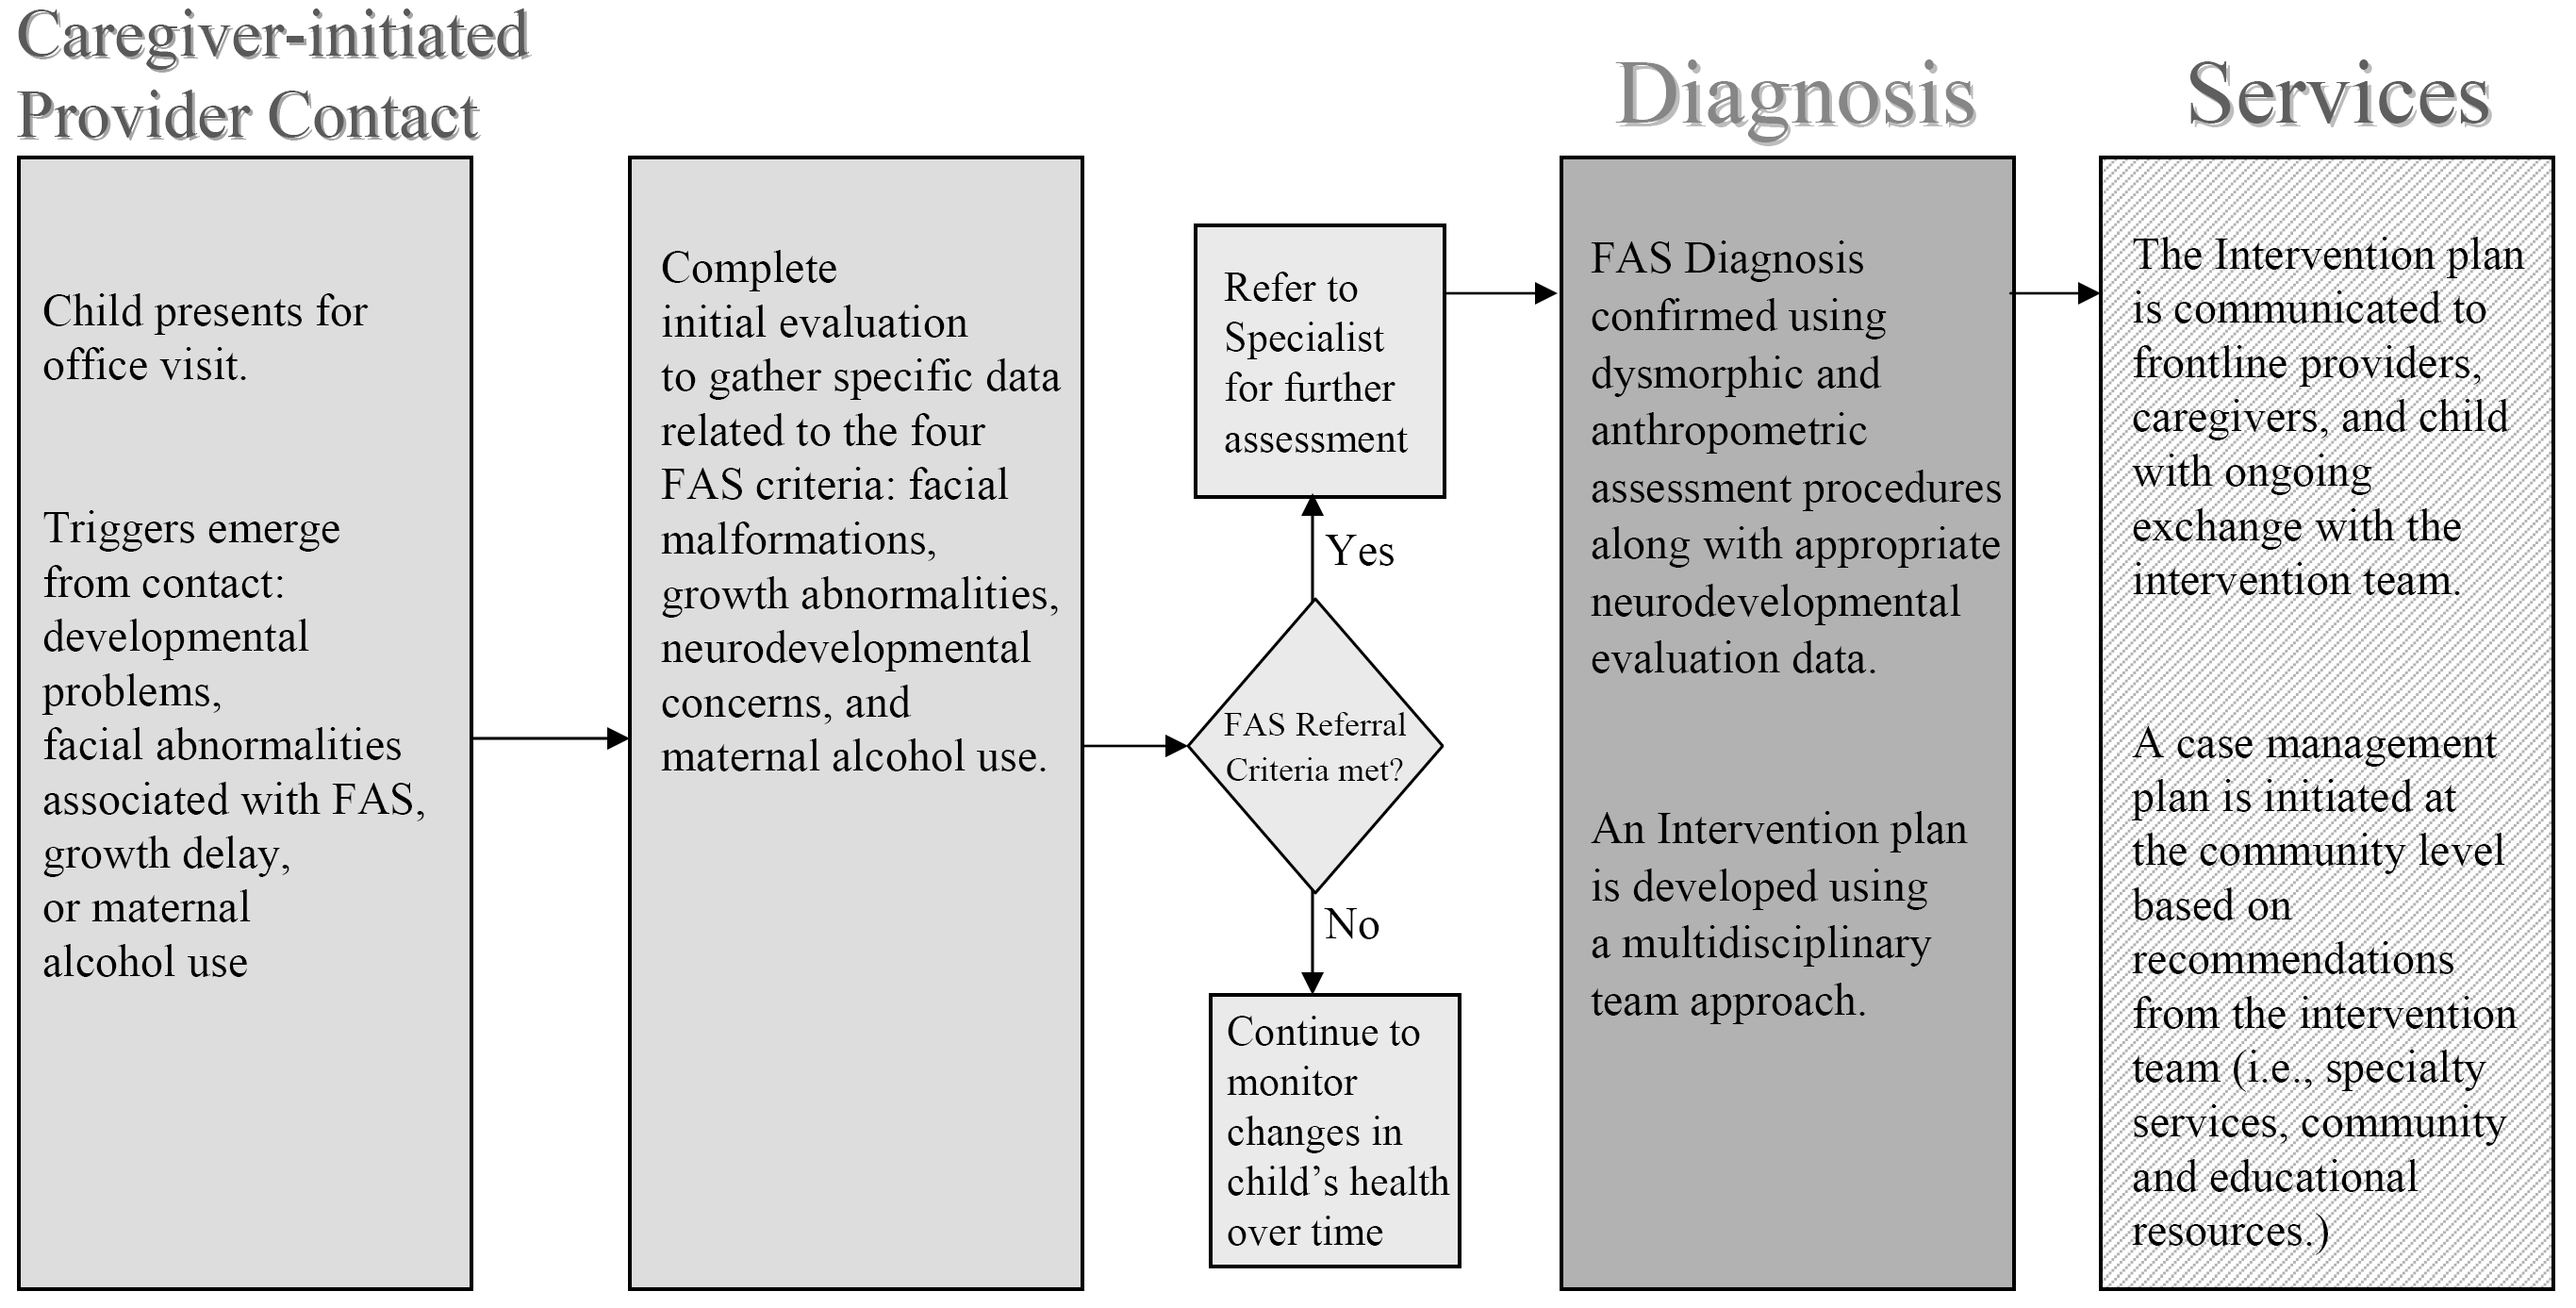 Caregiver-initiated
Provider Contact
Child presents for
office visit.
Triggers emerge
from contact:
developmental
problems,
facial abnormalities
associated with FAS,
growth delay,
or maternal
alcohol use
Complete
initial evaluation
to gather specific data
related to the four
FAS criteria: facial
malformations,
growth abnormalities,
neurodevelopmental
concerns, and
maternal alcohol use.
FAS Referral
Criteria met?
Yes
Refer to
Specialist
for further
assessment
No
Continue to
monitor
changes in
child’s health
over time
Diagnosis
FAS Diagnosis
confirmed using
dysmorphic and
anthropometric
assessment procedures
along with appropriate
neurodevelopmental
evaluation data.
An Intervention plan
is developed using
a multidisciplinary
team approach.
Services
The Intervention plan
is communicated to
frontline providers,
caregivers, and child
with ongoing
exchange with the
intervention team.
A case management
plan is initiated at
the community level
based on
recommendations
from the intervention
team (i.e., specialty
services, community
and educational
resources.)